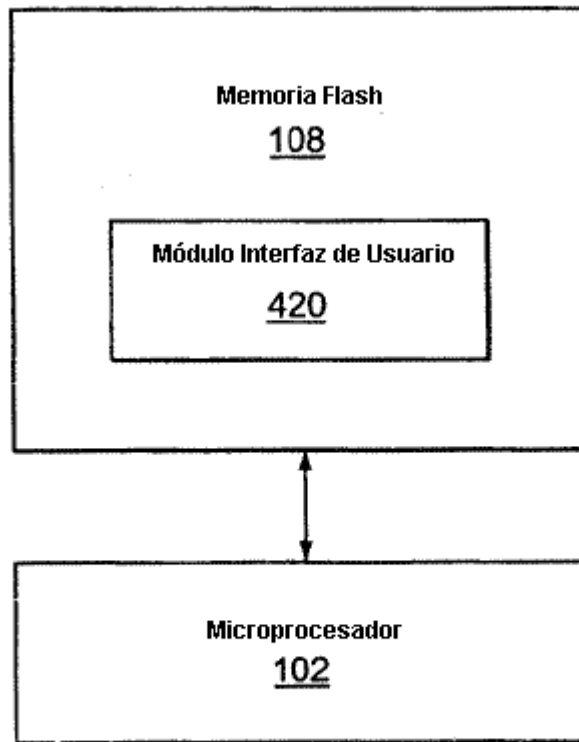 Memoria Flash
108
Módulo Interfaz de Usuario
420
Microprocesador
102